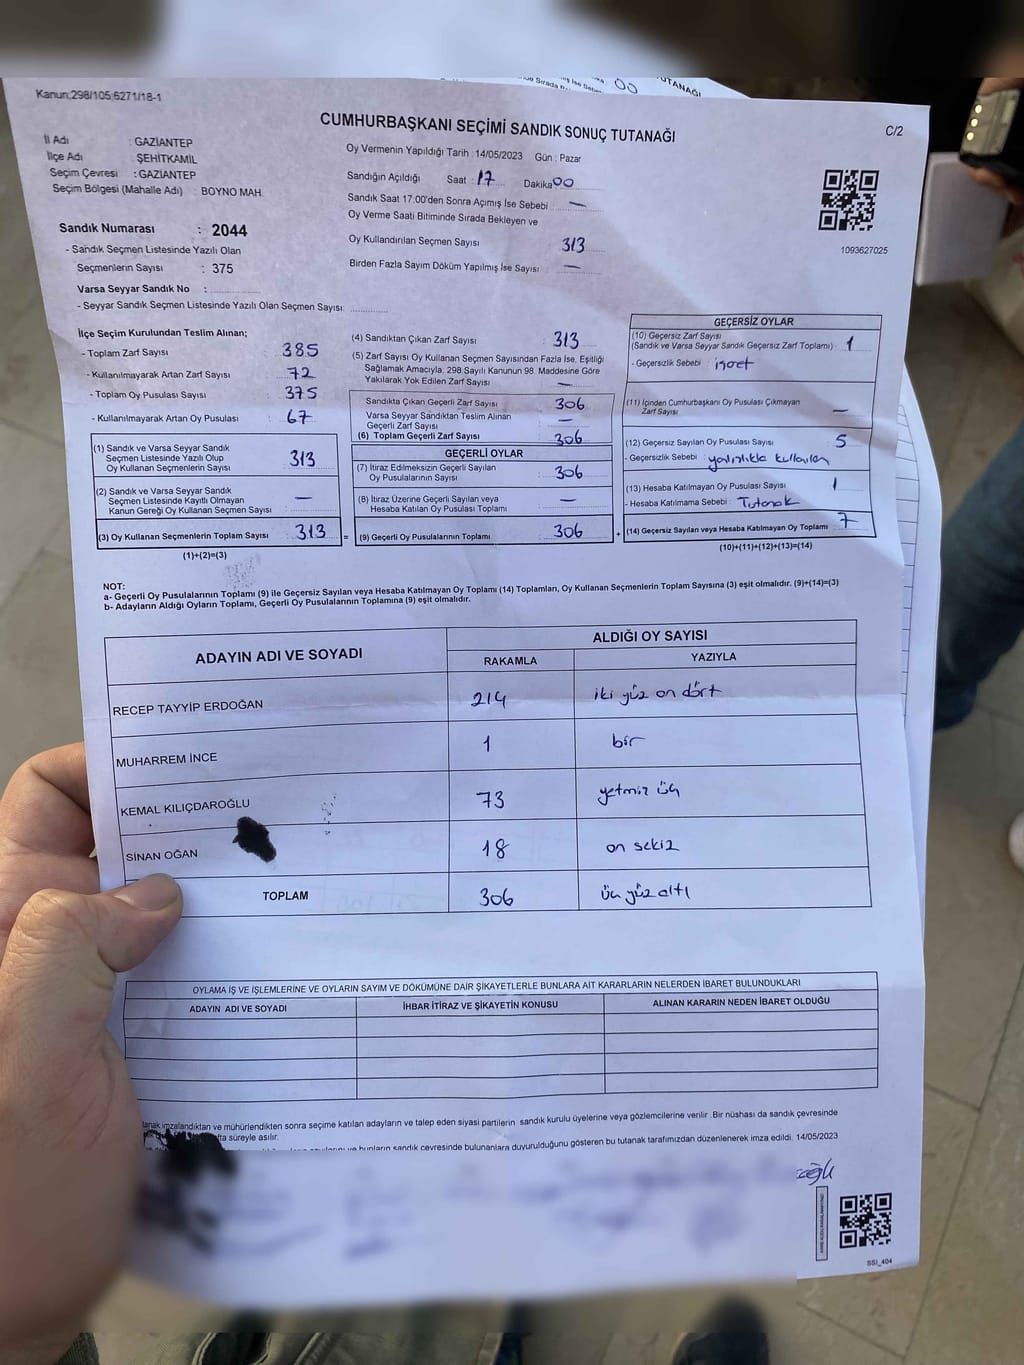 TUTANAĞI
Kanun;298/105;6271/18-1
C/2
CUMHURBAŞKANI SEÇİMİ SANDIK SONUÇ TUTANAĞI
İl Adı : GAZİANTEP
İlçe Adı : ŞEHİTKAMİL
Seçim Çevresi : GAZİANTEP
Seçim Bölgesi (Mahalle Adı) : BOYNO MAH.
Oy Vermenin Yapıldığı Tarih : 14/05/2023 Gün : Pazar
Sandığın Açıldığı Saat : 17 Dakika 00
Sandık Saat 17.00'den Sonra Açımış İse Sebebi : —
Oy Verme Saati Bitiminde Sırada Bekleyen ve
Oy Kullandırılan Seçmen Sayısı 313
Birden Fazla Sayım Döküm Yapılmış İse Sayısı : —
1093627025
Sandık Numarası : 2044
- Sandık Seçmen Listesinde Yazılı Olan
Seçmenlerin Sayısı : 375
Varsa Seyyar Sandık No :
- Seyyar Sandık Seçmen Listesinde Yazılı Olan Seçmen Sayısı:
İlçe Seçim Kurulundan Teslim Alınan;
- Toplam Zarf Sayısı : 385
- Kullanılmayarak Artan Zarf Sayısı : 72
- Toplam Oy Pusulası Sayısı : 375
- Kullanılmayarak Artan Oy Pusulası : 67
(1) Sandık ve Varsa Seyyar Sandık
Seçmen Listesinde Yazılı Olup
Oy Kullanan Seçmenlerin Sayısı 313
(2) Sandık ve Varsa Seyyar Sandık
Seçmen Listesinde Kayıtlı Olmayan
Kanun Gereği Oy Kullanan Seçmen Sayısı —
(3) Oy Kullanan Seçmenlerin Toplam Sayısı 313 =
(1)+(2)=(3)
(4) Sandıktan Çıkan Zarf Sayısı : 313
(5) Zarf Sayısı Oy Kullanan Seçmen Sayısından Fazla İse, Eşitliği
Sağlamak Amacıyla, 298 Sayılı Kanunun 98. Maddesine Göre
Yakılarak Yok Edilen Zarf Sayısı : —
Sandıkta Çıkan Geçerli Zarf Sayısı 306
Varsa Seyyar Sandıktan Teslim Alınan
Geçerli Zarf Sayısı —
(6) Toplam Geçerli Zarf Sayısı 306
GEÇERLİ OYLAR
(7) İtiraz Edilmeksizin Geçerli Sayılan
Oy Pusulası Sayısı 306
(8) İtiraz Üzerine Geçerli Sayılan veya
Hesaba Katılan Oy Pusulası Toplamı —
(9) Geçerli Oy Pusulalarının Toplamı 306 +
GEÇERSİZ OYLAR
(10) Geçersiz Zarf Sayısı
(Sandık ve Varsa Seyyar Sandık Geçersiz Zarf Toplamı) : 1
- Geçersizlik Sebebi : işaret
(11) İçinden Cumhurbaşkanı Oy Pusulası Çıkmayan
Zarf Sayısı —
(12) Geçersiz Sayılan Oy Pusulası Sayısı : 5
- Geçersizlik Sebebi : yanlışlıkla kullanılan
(13) Hesaba Katılmayan Oy Pusulası Sayısı : 1
- Hesaba Katılmama Sebebi : Tutanak
(14) Geçersiz Sayılan veya Hesaba Katılmayan Oy Toplamı 7
(10)+(11)+(12)+(13)=(14)
NOT:
a- Geçerli Oy Pusulalarının Toplamı (9) ile Geçersiz Sayılan veya Hesaba Katılmayan Oy Toplamı (14) Toplamları, Oy Kullanan Seçmenlerin Toplam Sayısına (3) eşit olmalıdır. (9)+(14)=(3)
b- Adayların Aldığı Oyların Toplamı, Geçerli Oy Pusulalarının Toplamına (9) eşit olmalıdır.
ADAYIN ADI VE SOYADI
ALDIĞI OY SAYISI
RAKAMLA YAZIYLA
RECEP TAYYİP ERDOĞAN 214 iki yüz on dört
MUHARREM İNCE 1 bir
KEMAL KILIÇDAROĞLU 73 yetmiş üç
SİNAN OĞAN 18 on sekiz
TOPLAM 306 üç yüz altı
OYLAMA İŞ VE İŞLEMLERİNE VE OYLARIN SAYIM VE DÖKÜMÜNE DAİR ŞİKAYETLERLE BUNLARA AİT KARARLARIN NELERDEN İBARET BULUNDUKLARI
ADAYIN ADI VE SOYADI İHBAR İTİRAZ VE ŞİKAYETİN KONUSU ALINAN KARARIN NEDEN İBARET OLDUĞU
imzalandıktan ve mühürlendikten sonra seçime katılan adayların ve talep eden siyasi partilerin sandık kurulu üyelerine veya gözlemcilerine verilir. Bir nüshası da sandık çevresinde
süreyle asılır.
bunların sandık çevresinde bulunanlara duyurulduğunu gösteren bu tutanak tarafımızdan düzenlenerek imza edildi. 14/05/2023
SSI_404